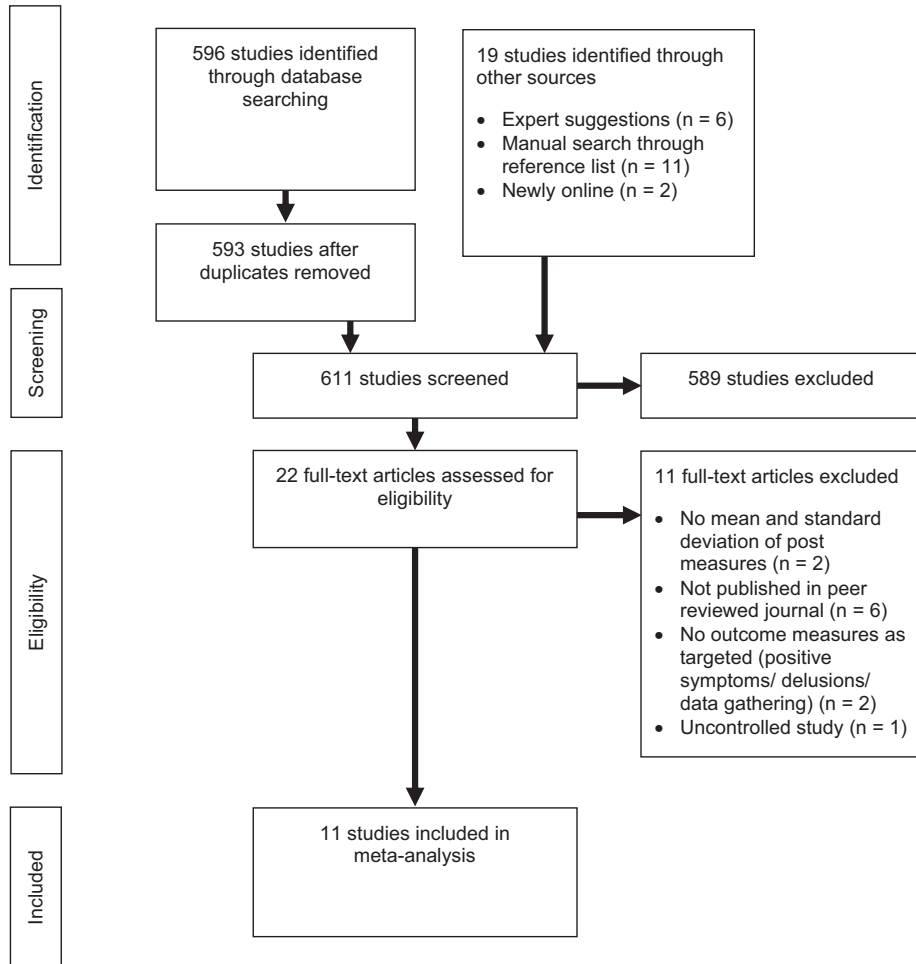 Identification
596 studies identified
through database
searching
19 studies identified through
other sources
• Expert suggestions (n = 6)
• Manual search through
reference list (n = 11)
• Newly online (n = 2)
593 studies after
duplicates removed
Screening
611 studies screened
589 studies excluded
Eligibility
22 full-text articles assessed for
eligibility
11 full-text articles excluded
• No mean and standard
deviation of post
measures (n = 2)
• Not published in peer
reviewed journal (n = 6)
• No outcome measures as
targeted (positive
symptoms/ delusions/
data gathering) (n = 2)
• Uncontrolled study (n = 1)
Included
11 studies included in
meta-analysis